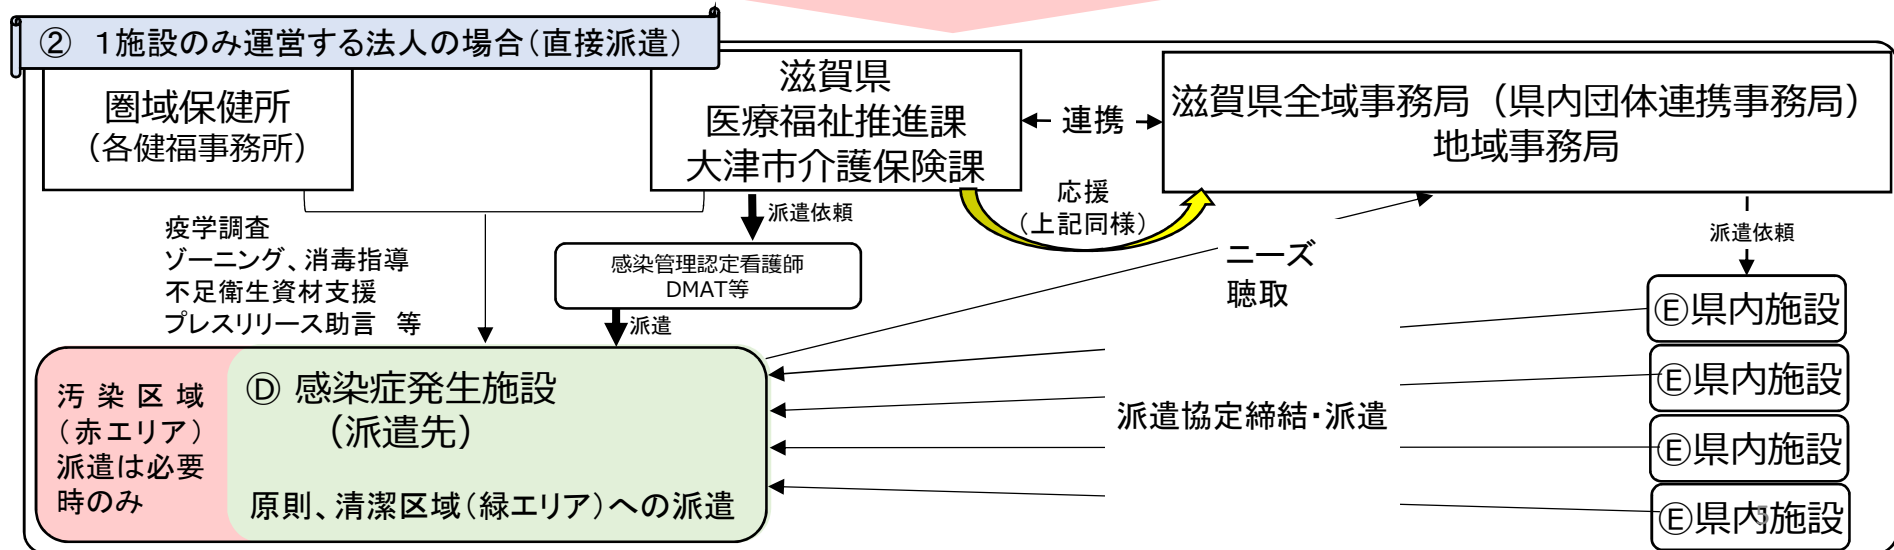 ② 1施設のみ運営する法人の場合(直接派遣)
圏域保健所
(各健福事務所)
滋賀県
医療福祉推進課
大津市介護保険課
連携
滋賀県全域事務局(県内団体連携事務局)
地域事務局
応援
(上記同様)
派遣依頼
派遣依頼
疫学調査
ゾーニング、消毒指導
不足衛生資材支援
プレスリリース助言 等
感染管理認定看護師
DMAT等
派遣
ニーズ
聴取
汚染区域
(赤エリア)
派遣は必要
時のみ
Ⓓ 感染症発生施設
(派遣先)
原則、清潔区域(緑エリア)への派遣
派遣協定締結・派遣
Ⓔ県内施設
Ⓔ県内施設
Ⓔ県内施設
Ⓔ県内施設
5